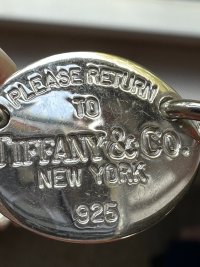 PLEASE RETURN
TO
TIFFANY & CO.
NEW YORK
925